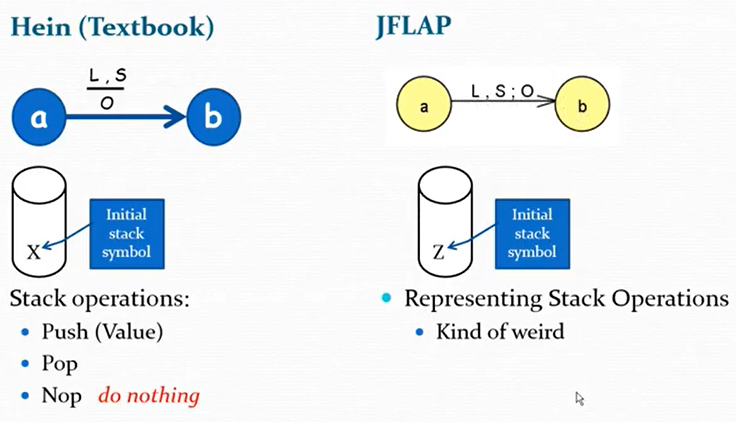 Hein (Textbook)
L , S
O
a
b
X
Initial
stack
symbol
Stack operations:
• Push (Value)
• Pop
• Nop do nothing
JFLAP
a
L , S ; O
b
Z
Initial
stack
symbol
• Representing Stack Operations
• Kind of weird